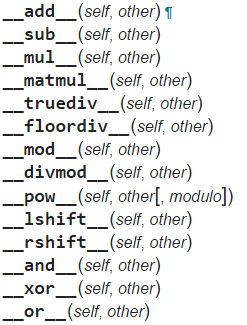 __add__(self, other) ¶
__sub__(self, other)
__mul__(self, other)
__matmul__(self, other)
__truediv__(self, other)
__floordiv__(self, other)
__mod__(self, other)
__divmod__(self, other)
__pow__(self, other[, modulo])
__lshift__(self, other)
__rshift__(self, other)
__and__(self, other)
__xor__(self, other)
__or__(self, other)